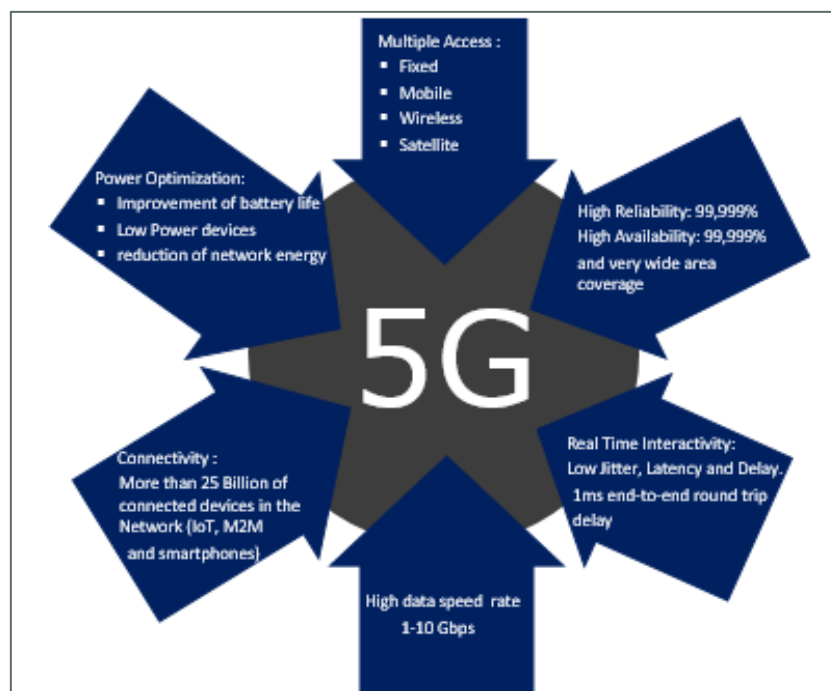 Multiple Access :
▪ Fixed
▪ Mobile
▪ Wireless
▪ Satellite
Power Optimization:
▪ Improvement of battery life
▪ Low Power devices
▪ reduction of network energy
High Reliability: 99,999%
High Availability: 99,999%
and very wide area
coverage
5G
Connectivity :
More than 25 Billion of
connected devices in the
Network (IoT, M2M
and smartphones)
Real Time Interactivity:
Low Jitter, Latency and Delay.
1ms end-to-end round trip
delay
High data speed rate
1-10 Gbps